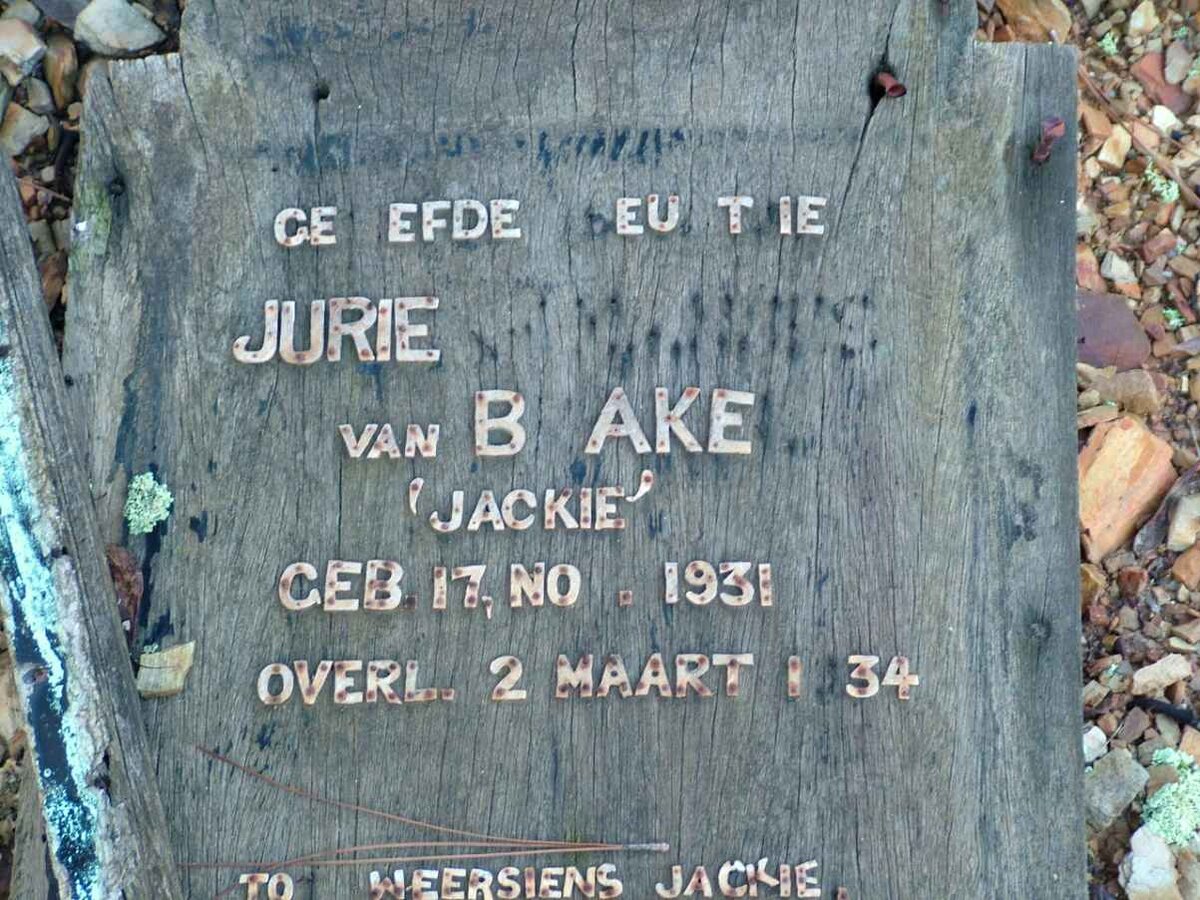 GE EFDE EU T IE
JURIE
VAN B AKE
'JACKIE'
GEB. 17, NO . 1931
OVERL. 2 MAART 1 34
TO WEERSIENS JACKIE.